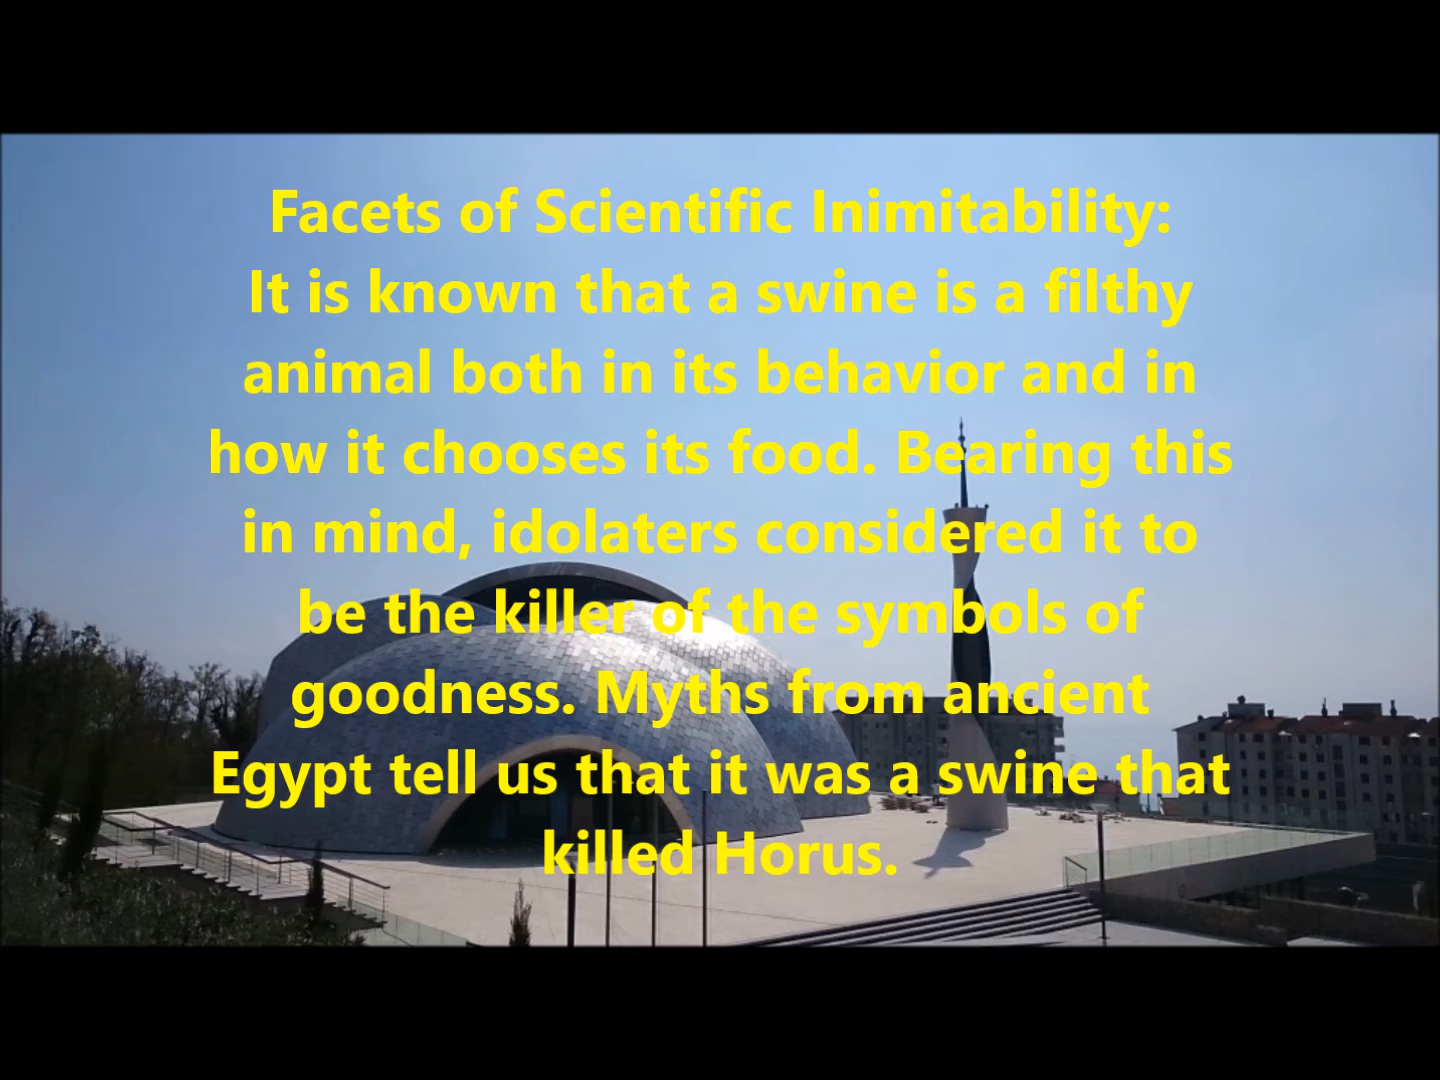 Facets of Scientific Inimitability:
It is known that a swine is a filthy
animal both in its behavior and in
how it chooses its food. Bearing this
in mind, idolaters considered it to
be the killer of the symbols of
goodness. Myths from ancient
Egypt tell us that it was a swine that
killed Horus.